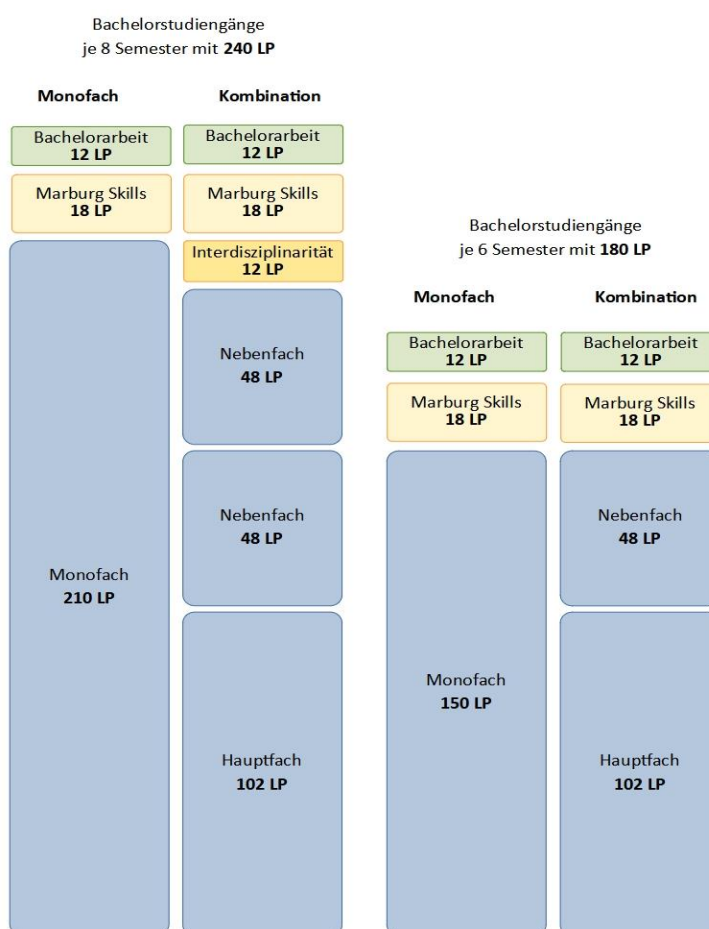 Bachelorstudiengänge
je 8 Semester mit 240 LP
Monofach
Kombination
Bachelorarbeit
12 LP
Marburg Skills
18 LP
Monofach
210 LP
Bachelorarbeit
12 LP
Marburg Skills
18 LP
Interdisziplinarität
12 LP
Nebenfach
48 LP
Nebenfach
48 LP
Hauptfach
102 LP
Bachelorstudiengänge
je 6 Semester mit 180 LP
Monofach
Kombination
Bachelorarbeit
12 LP
Marburg Skills
18 LP
Monofach
150 LP
Bachelorarbeit
12 LP
Marburg Skills
18 LP
Nebenfach
48 LP
Hauptfach
102 LP